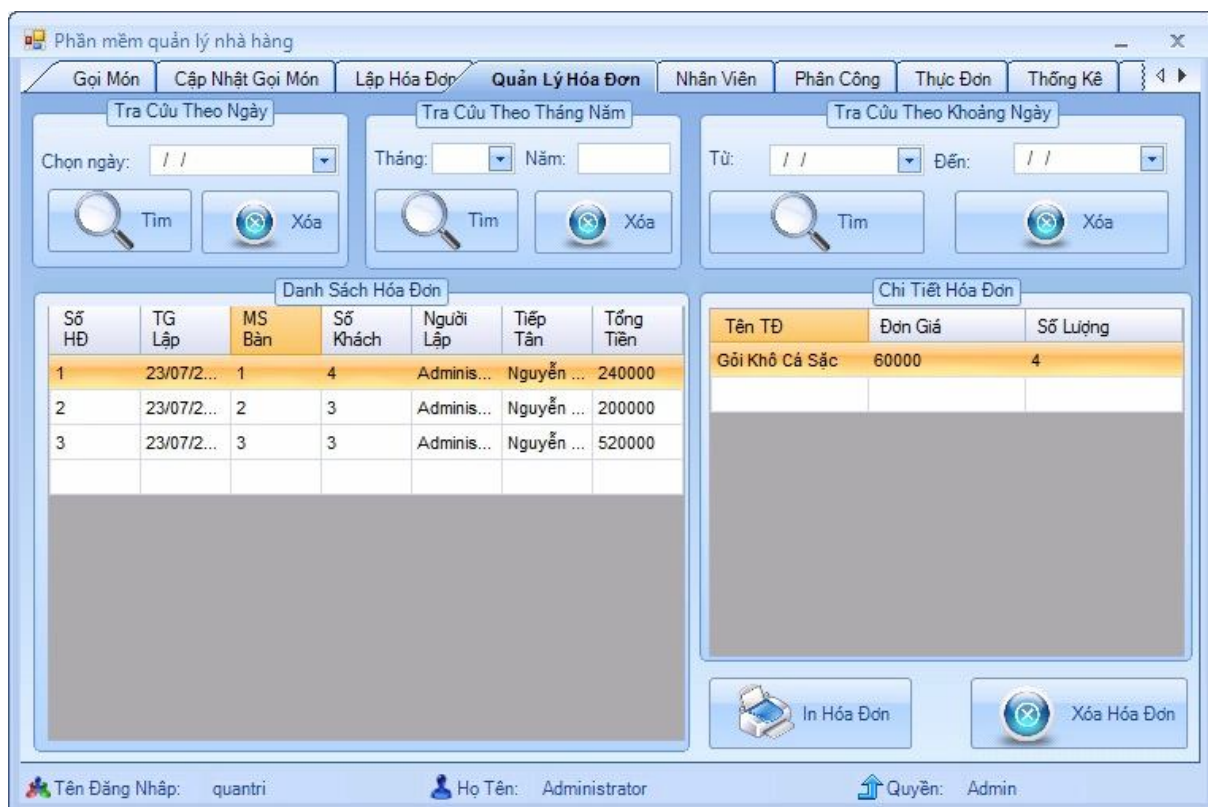 Phần mềm quản lý nhà hàng
Gọi Món Cập Nhật Gọi Món Lập Hóa Đơn Quản Lý Hóa Đơn Nhân Viên Phân Công Thực Đơn Thống Kê
Tra Cứu Theo Ngày Tra Cứu Theo Tháng Năm Tra Cứu Theo Khoảng Ngày
Chọn ngày: / / Tháng: Năm: Từ: / / Đến: / /
Tìm Xóa Tìm Xóa Tìm Xóa
Danh Sách Hóa Đơn Chi Tiết Hóa Đơn
Số HĐ TG Lập MS Bàn Số Khách Người Lập Tiếp Tân Tổng Tiền Tên TĐ Đơn Giá Số Lượng
1 23/07/2... 1 4 Adminis... Nguyễn ... 240000 Gỏi Khô Cá Sặc 60000 4
2 23/07/2... 2 3 Adminis... Nguyễn ... 200000
3 23/07/2... 3 3 Adminis... Nguyễn ... 520000
In Hóa Đơn Xóa Hóa Đơn
Tên Đăng Nhập: quantri Họ Tên: Administrator Quyền: Admin